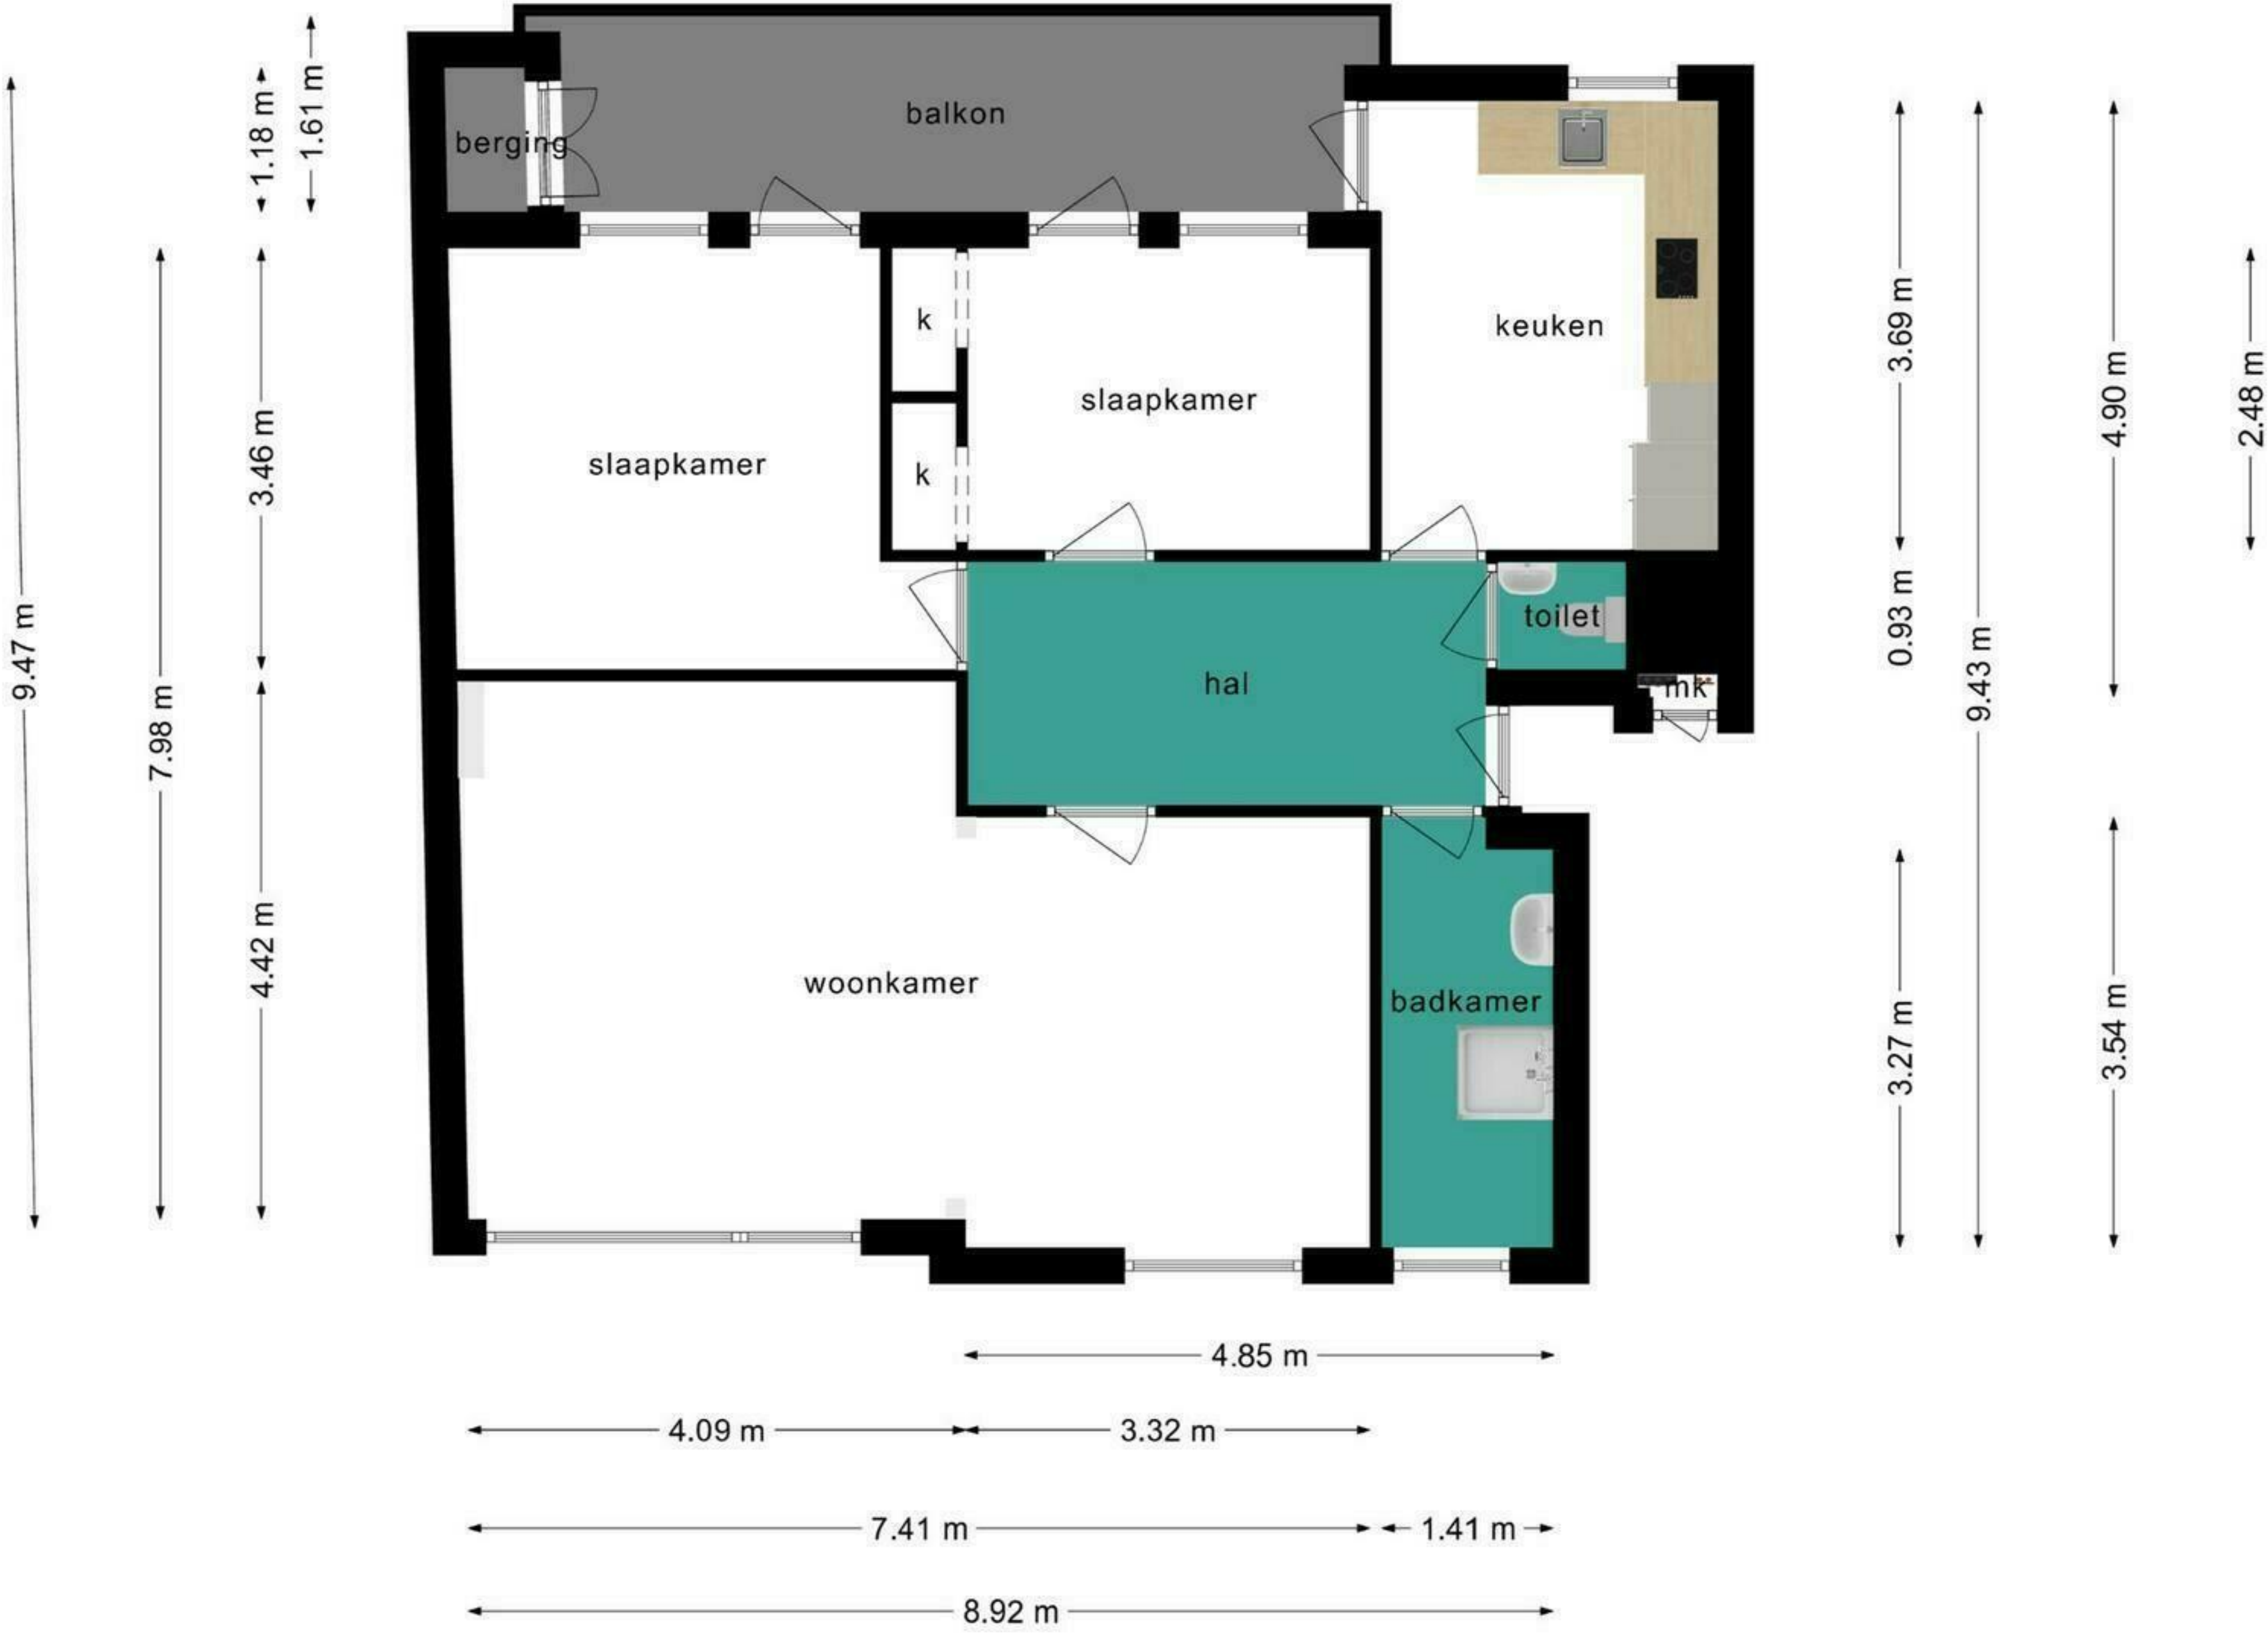 balkon
berging
1.18 m
1.61 m
k
keuken
slaapkamer
k
slaapkamer
3.46 m
3.69 m
4.90 m
2.48 m
toilet
0.93 m
9.47 m
7.98 m
hal
mk
9.43 m
4.42 m
woonkamer
badkamer
3.27 m
3.54 m
4.85 m
4.09 m
3.32 m
7.41 m
1.41 m
8.92 m